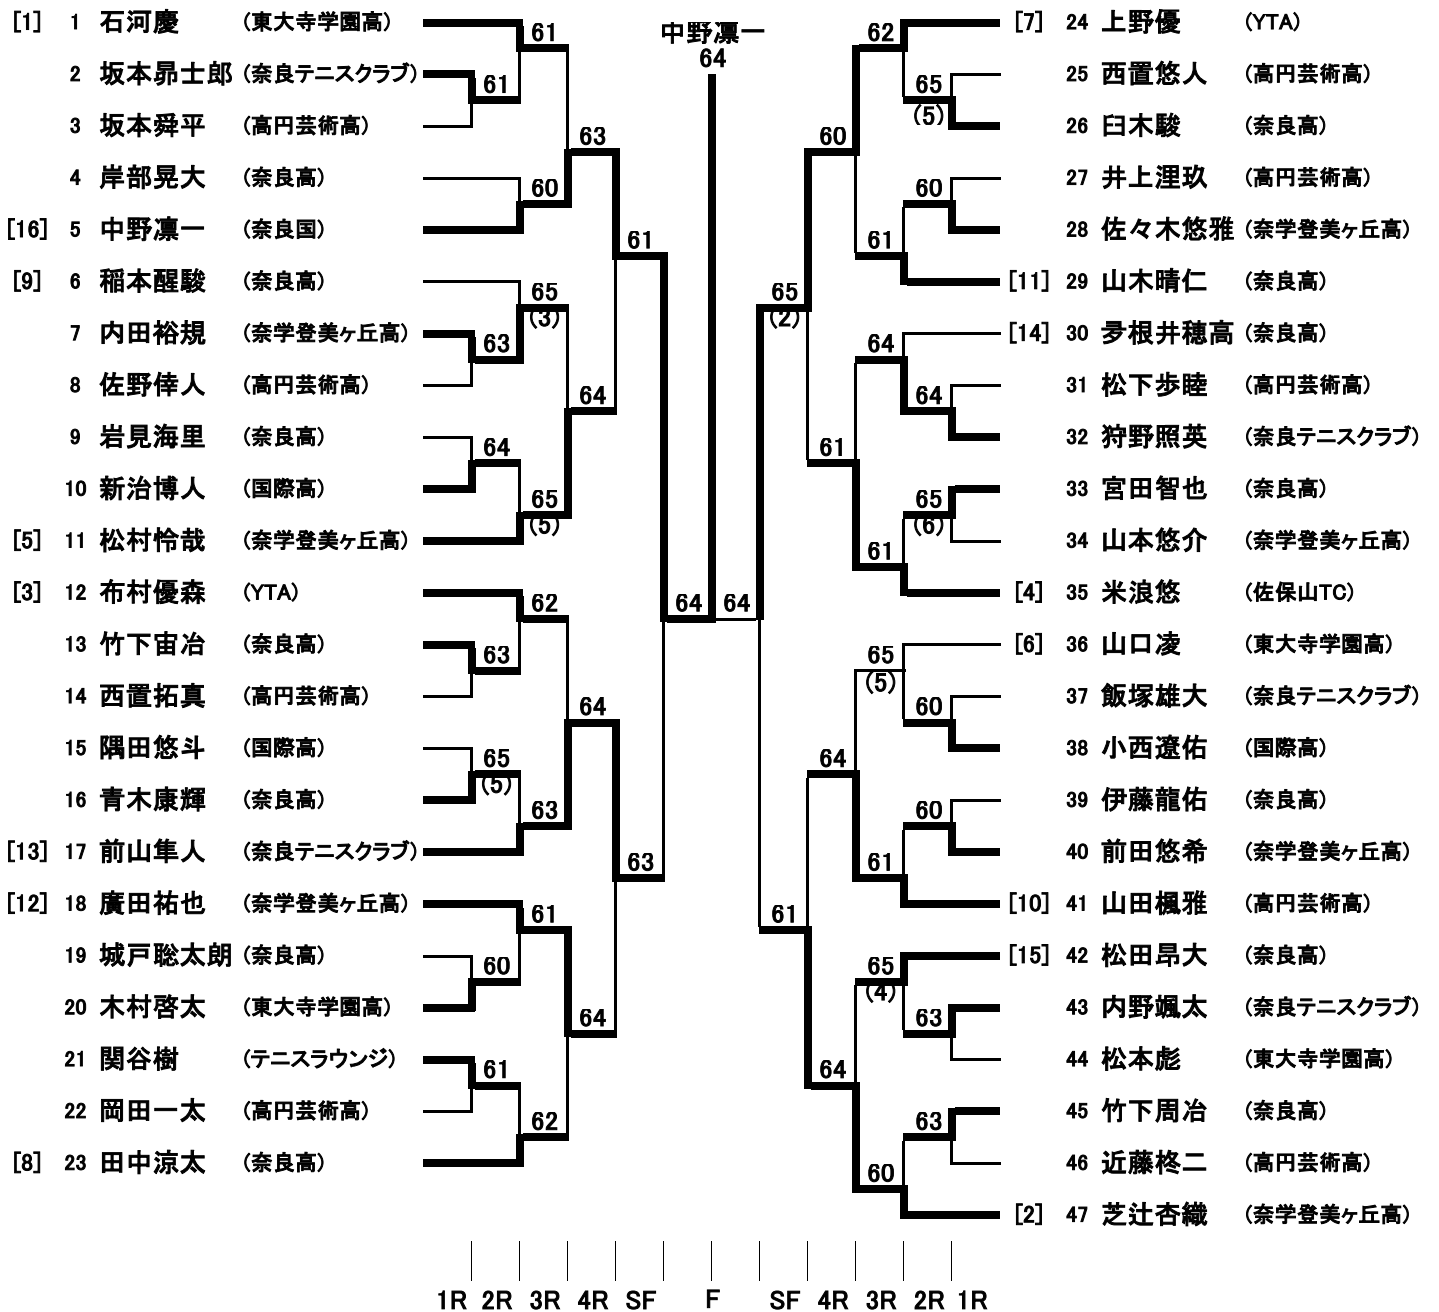 中野凛一
64
[1] 1 石河慶 (東大寺学園高)
2 坂本昴士郎 (奈良テニスクラブ)
3 坂本舜平 (高円芸術高)
4 岸部晃大 (奈良高)
[16] 5 中野凛一 (奈良国)
[9] 6 稲本醒駿 (奈良高)
7 内田裕規 (奈学登美ヶ丘高)
8 佐野倖人 (高円芸術高)
9 岩見海里 (奈良高)
10 新治博人 (国際高)
[5] 11 松村怜哉 (奈学登美ヶ丘高)
[3] 12 布村優森 (YTA)
13 竹下宙冶 (奈良高)
14 西置拓真 (高円芸術高)
15 隅田悠斗 (国際高)
16 青木康輝 (奈良高)
[13] 17 前山隼人 (奈良テニスクラブ)
[12] 18 廣田祐也 (奈学登美ヶ丘高)
19 城戸聡太朗 (奈良高)
20 木村啓太 (東大寺学園高)
21 関谷樹 (テニスラウンジ)
22 岡田一太 (高円芸術高)
[8] 23 田中涼太 (奈良高)
61
61
63
60
61
65
(3)
63
64
64
65
(5)
62
63
64
65
(5)
63
63
61
60
64
61
62
64
64
[7] 24 上野優 (YTA)
25 西置悠人 (高円芸術高)
26 臼木駿 (奈良高)
27 井上浬玖 (高円芸術高)
28 佐々木悠雅 (奈学登美ヶ丘高)
[11] 29 山木晴仁 (奈良高)
[14] 30 夛根井穂高 (奈良高)
31 松下歩睦 (高円芸術高)
32 狩野照英 (奈良テニスクラブ)
33 宮田智也 (奈良高)
34 山本悠介 (奈学登美ヶ丘高)
[4] 35 米浪悠 (佐保山TC)
[6] 36 山口凌 (東大寺学園高)
37 飯塚雄大 (奈良テニスクラブ)
38 小西遼佑 (国際高)
39 伊藤龍佑 (奈良高)
40 前田悠希 (奈学登美ヶ丘高)
[10] 41 山田楓雅 (高円芸術高)
[15] 42 松田昂大 (奈良高)
43 内野颯太 (奈良テニスクラブ)
44 松本彪 (東大寺学園高)
45 竹下周冶 (奈良高)
46 近藤柊二 (高円芸術高)
[2] 47 芝辻杏織 (奈学登美ヶ丘高)
62
65
(5)
60
60
61
65
(2)
64
64
61
65
(6)
61
65
(5)
60
64
60
61
61
65
(4)
63
64
63
60
1R 2R 3R 4R SF F SF 4R 3R 2R 1R